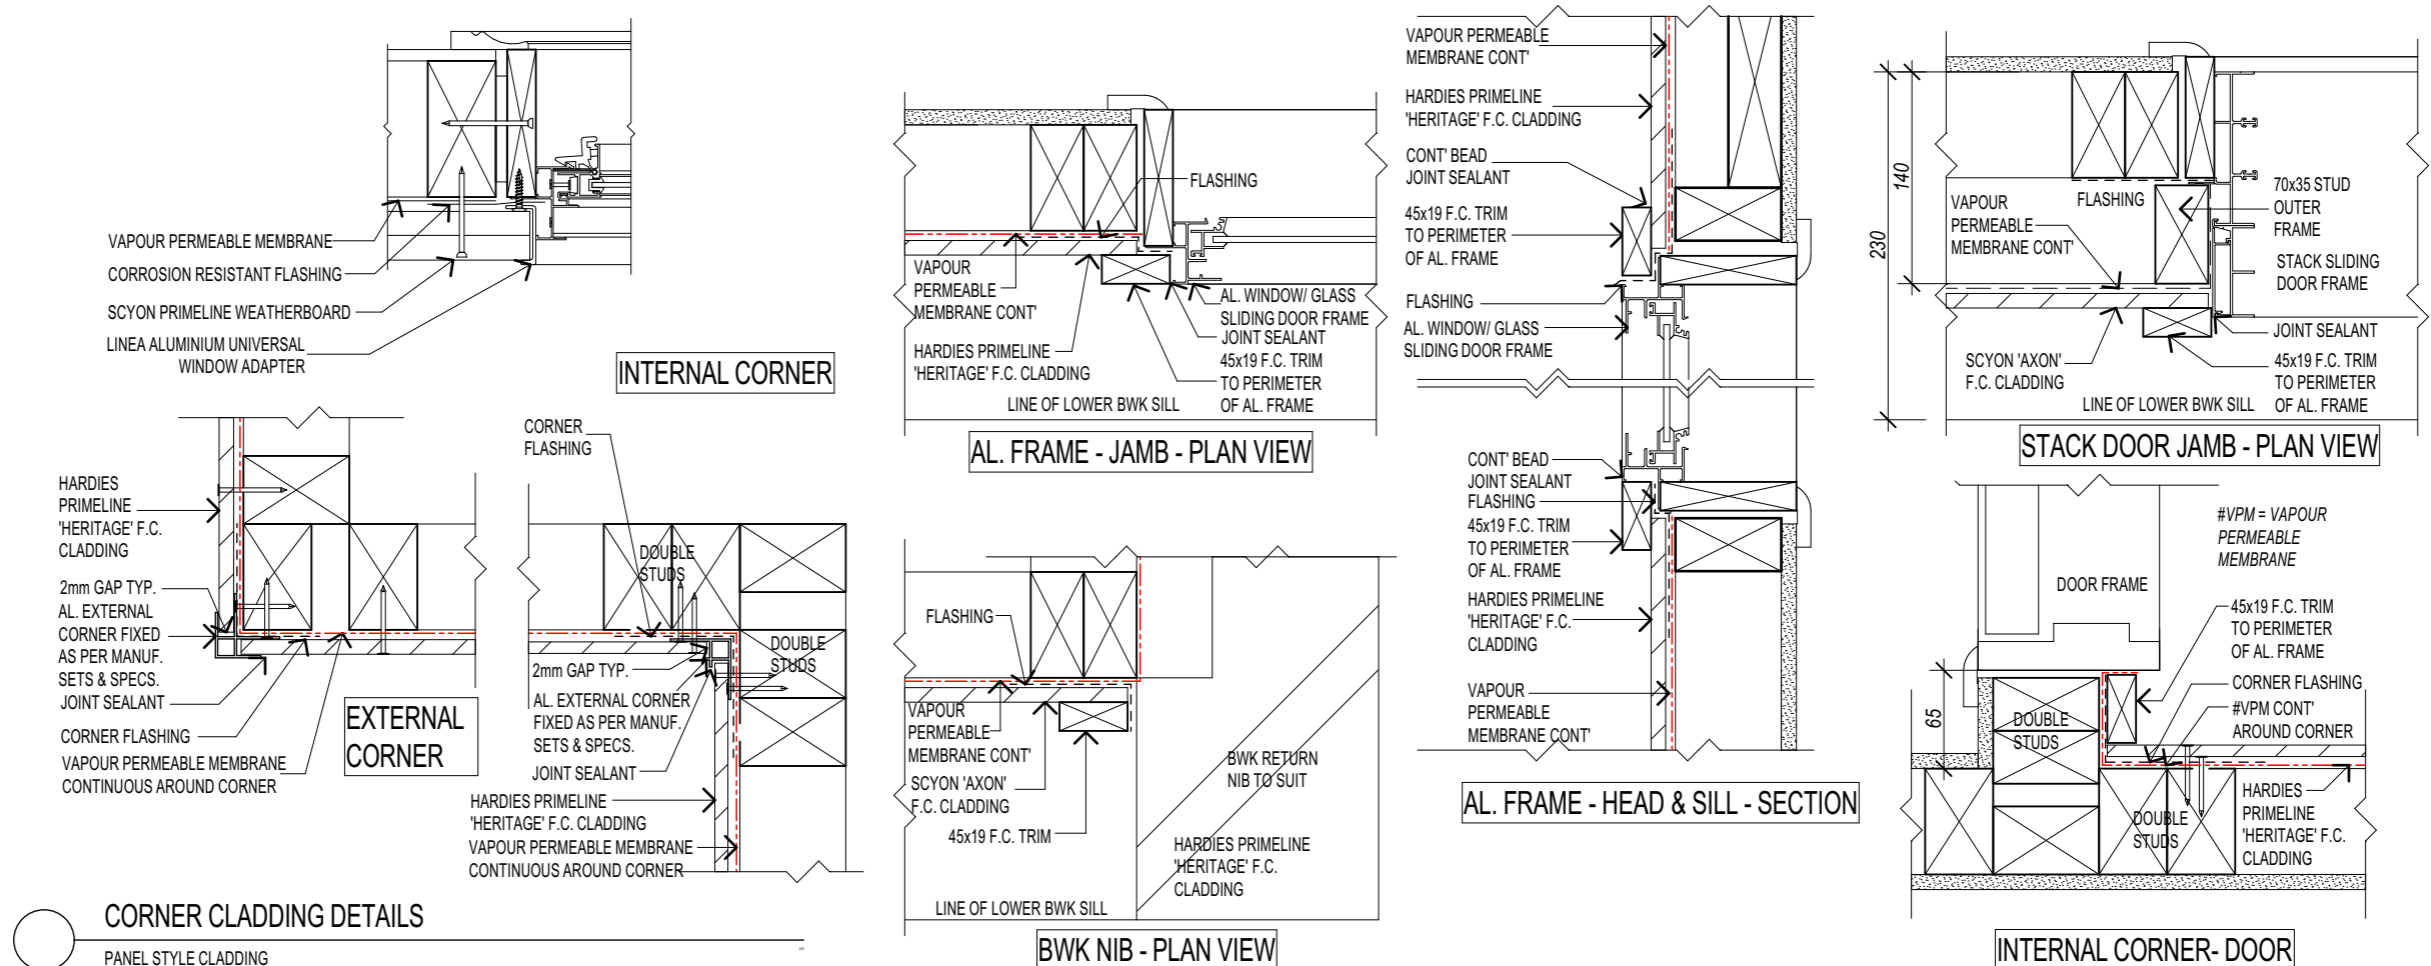 VAPOUR PERMEABLE MEMBRANE
CORROSION RESISTANT FLASHING
SCYON PRIMELINE WEATHERBOARD
LINEA ALUMINIUM UNIVERSAL
WINDOW ADAPTER
INTERNAL CORNER
HARDIES
PRIMELINE
'HERITAGE' F.C.
CLADDING
2mm GAP TYP.
AL. EXTERNAL
CORNER FIXED
AS PER MANUF.
SETS & SPECS.
JOINT SEALANT
CORNER FLASHING
VAPOUR PERMEABLE MEMBRANE
CONTINUOUS AROUND CORNER
EXTERNAL
CORNER
CORNER
FLASHING
DOUBLE
STUDS
DOUBLE
STUDS
2mm GAP TYP.
AL. EXTERNAL CORNER
FIXED AS PER MANUF.
SETS & SPECS.
JOINT SEALANT
HARDIES PRIMELINE
'HERITAGE' F.C. CLADDING
VAPOUR PERMEABLE MEMBRANE
CONTINUOUS AROUND CORNER
CORNER CLADDING DETAILS
PANEL STYLE CLADDING
FLASHING
VAPOUR
PERMEABLE
MEMBRANE CONT'
HARDIES PRIMELINE
'HERITAGE' F.C. CLADDING
AL. WINDOW/ GLASS
SLIDING DOOR FRAME
JOINT SEALANT
45x19 F.C. TRIM
TO PERIMETER
OF AL. FRAME
LINE OF LOWER BWK SILL
AL. FRAME - JAMB - PLAN VIEW
FLASHING
VAPOUR
PERMEABLE
MEMBRANE CONT'
SCYON 'AXON'
F.C. CLADDING
45x19 F.C. TRIM
BWK RETURN
NIB TO SUIT
HARDIES PRIMELINE
'HERITAGE' F.C.
CLADDING
LINE OF LOWER BWK SILL
BWK NIB - PLAN VIEW
VAPOUR PERMEABLE
MEMBRANE CONT'
HARDIES PRIMELINE
'HERITAGE' F.C. CLADDING
CONT' BEAD
JOINT SEALANT
45x19 F.C. TRIM
TO PERIMETER
OF AL. FRAME
FLASHING
AL. WINDOW/ GLASS
SLIDING DOOR FRAME
CONT' BEAD
JOINT SEALANT
FLASHING
45x19 F.C. TRIM
TO PERIMETER
OF AL. FRAME
HARDIES PRIMELINE
'HERITAGE' F.C.
CLADDING
VAPOUR
PERMEABLE
MEMBRANE CONT'
AL. FRAME - HEAD & SILL - SECTION
230
140
VAPOUR
PERMEABLE
MEMBRANE CONT'
FLASHING
70x35 STUD
OUTER
FRAME
STACK SLIDING
DOOR FRAME
JOINT SEALANT
SCYON 'AXON'
F.C. CLADDING
45x19 F.C. TRIM
TO PERIMETER
OF AL. FRAME
LINE OF LOWER BWK SILL
STACK DOOR JAMB - PLAN VIEW
#VPM = VAPOUR
PERMEABLE
MEMBRANE
DOOR FRAME
45x19 F.C. TRIM
TO PERIMETER
OF AL. FRAME
CORNER FLASHING
#VPM CONT'
AROUND CORNER
65
DOUBLE
STUDS
DOUBLE
STUDS
HARDIES
PRIMELINE
'HERITAGE' F.C.
CLADDING
INTERNAL CORNER- DOOR